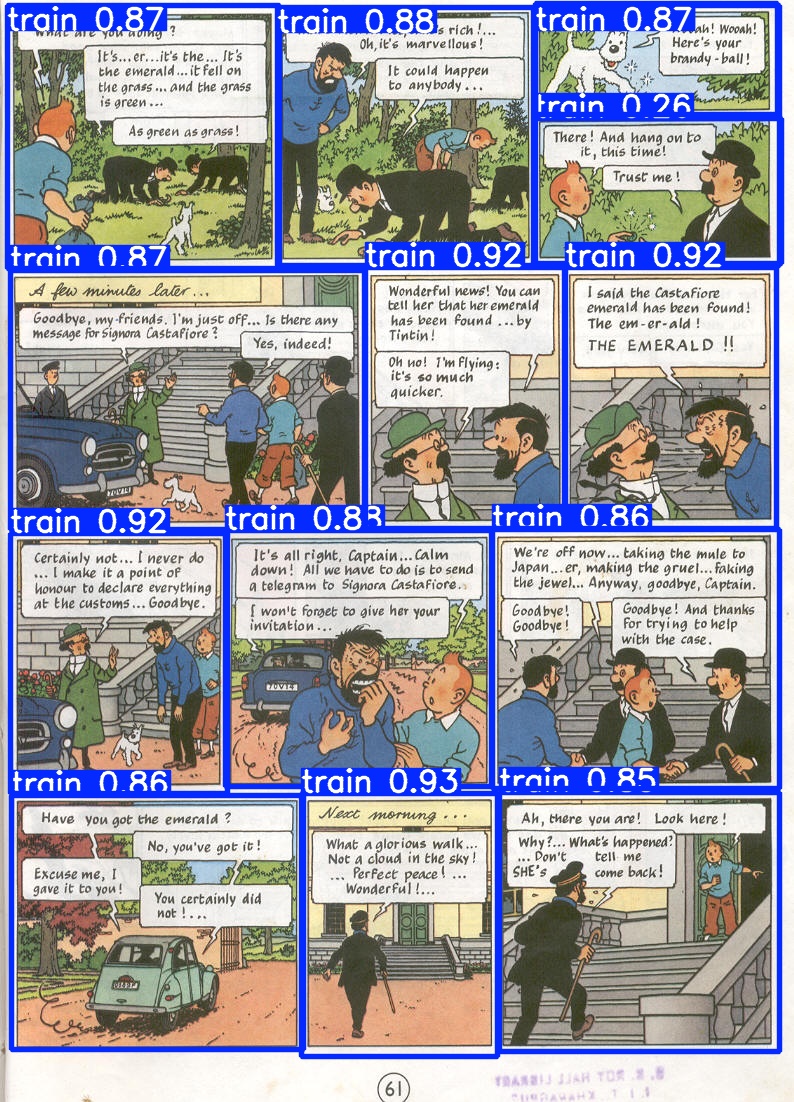 train 0.87
What are you doing ?
It's...er...it's the... It's
the emerald...it fell on
the grass... and the grass
is green...
As green as grass!
train 0.88
's rich!...
Oh, it's marvellous!
It could happen
to anybody...
train 0.87
ah! Wooah!
Here's your
brandy-ball!
train 0.26
There! And hang on to
it, this time!
Trust me!
train 0.87
A few minutes later...
Goodbye, my friends. I'm just off... Is there any
message for Signora Castafiore?
Yes, indeed!
7UV14
train 0.92
Wonderful news! You can
tell her that her emerald
has been found...by
Tintin!
Oh no! I'm flying:
it's so much
quicker.
train 0.92
I said the Castafiore
emerald has been found!
The em-er-ald!
THE EMERALD !!
train 0.92
Certainly not... I never do
... I make it a point of
honour to declare everything
at the customs... Goodbye.
train 0.88
It's all right, Captain...Calm
down! All we have to do is to send
a telegram to Signora Castafiore.
I won't forget to give her your
invitation...
7UV14
train 0.86
We're off now... taking the mule to
Japan...er, making the gruel...faking
the jewel... Anyway, goodbye, Captain.
Goodbye!
Goodbye!
Goodbye! And thanks
for trying to help
with the case.
train 0.86
Have you got the emerald ?
No, you've got it!
Excuse me, I
gave it to you!
You certainly did
not!...
train 0.93
Next morning...
What a glorious walk...
Not a cloud in the sky!
... Perfect peace! ...
Wonderful!...
train 0.85
Ah, there you are! Look here!
Why?... What's happened?
... Don't tell me
SHE's come back!
61